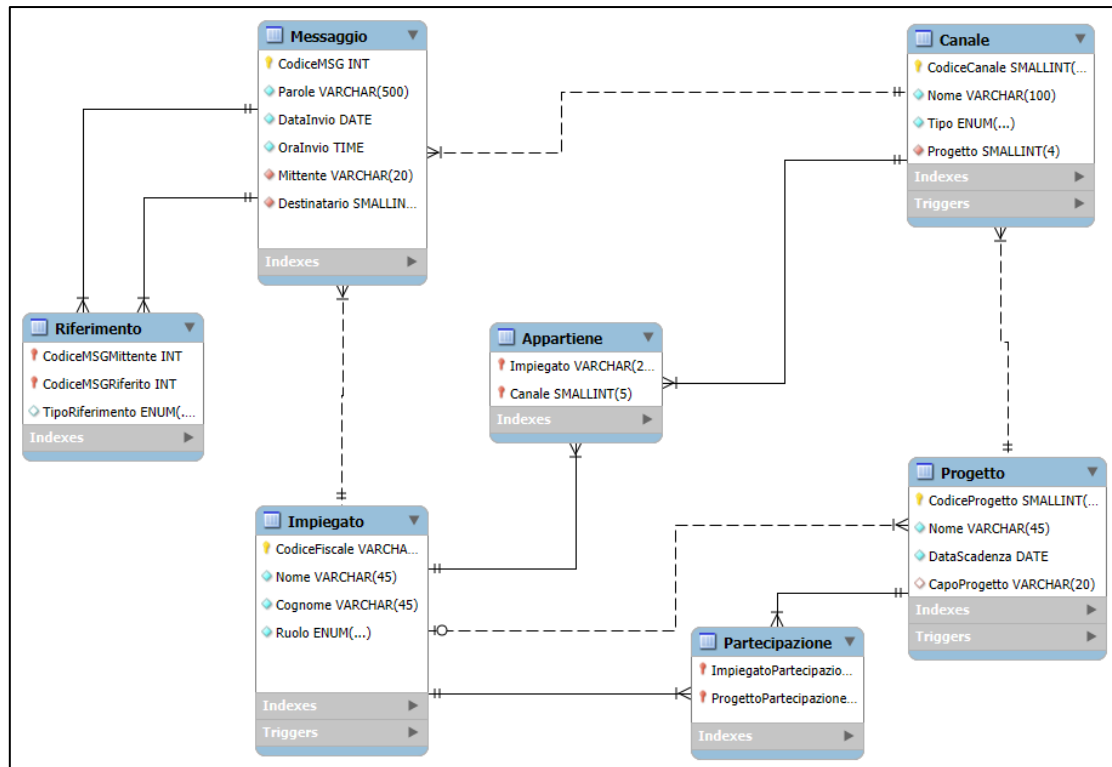 Messaggio
CodiceMSG INT
Parole VARCHAR(500)
DataInvio DATE
OraInvio TIME
Mittente VARCHAR(20)
Destinatario SMALLIN...
Indexes
Canale
CodiceCanale SMALLINT(...
Nome VARCHAR(100)
Tipo ENUM(...)
Progetto SMALLINT(4)
Indexes
Triggers
Riferimento
CodiceMSGMittente INT
CodiceMSGRiferito INT
TipoRiferimento ENUM(...
Indexes
Appartiene
Impiegato VARCHAR(2...
Canale SMALLINT(5)
Indexes
Impiegato
CodiceFiscale VARCHA...
Nome VARCHAR(45)
Cognome VARCHAR(45)
Ruolo ENUM(...)
Indexes
Triggers
Progetto
CodiceProgetto SMALLINT(...
Nome VARCHAR(45)
DataScadenza DATE
CapoProgetto VARCHAR(20)
Indexes
Triggers
Partecipazione
ImpiegatoPartecipazio...
ProgettoPartecipazione...
Indexes